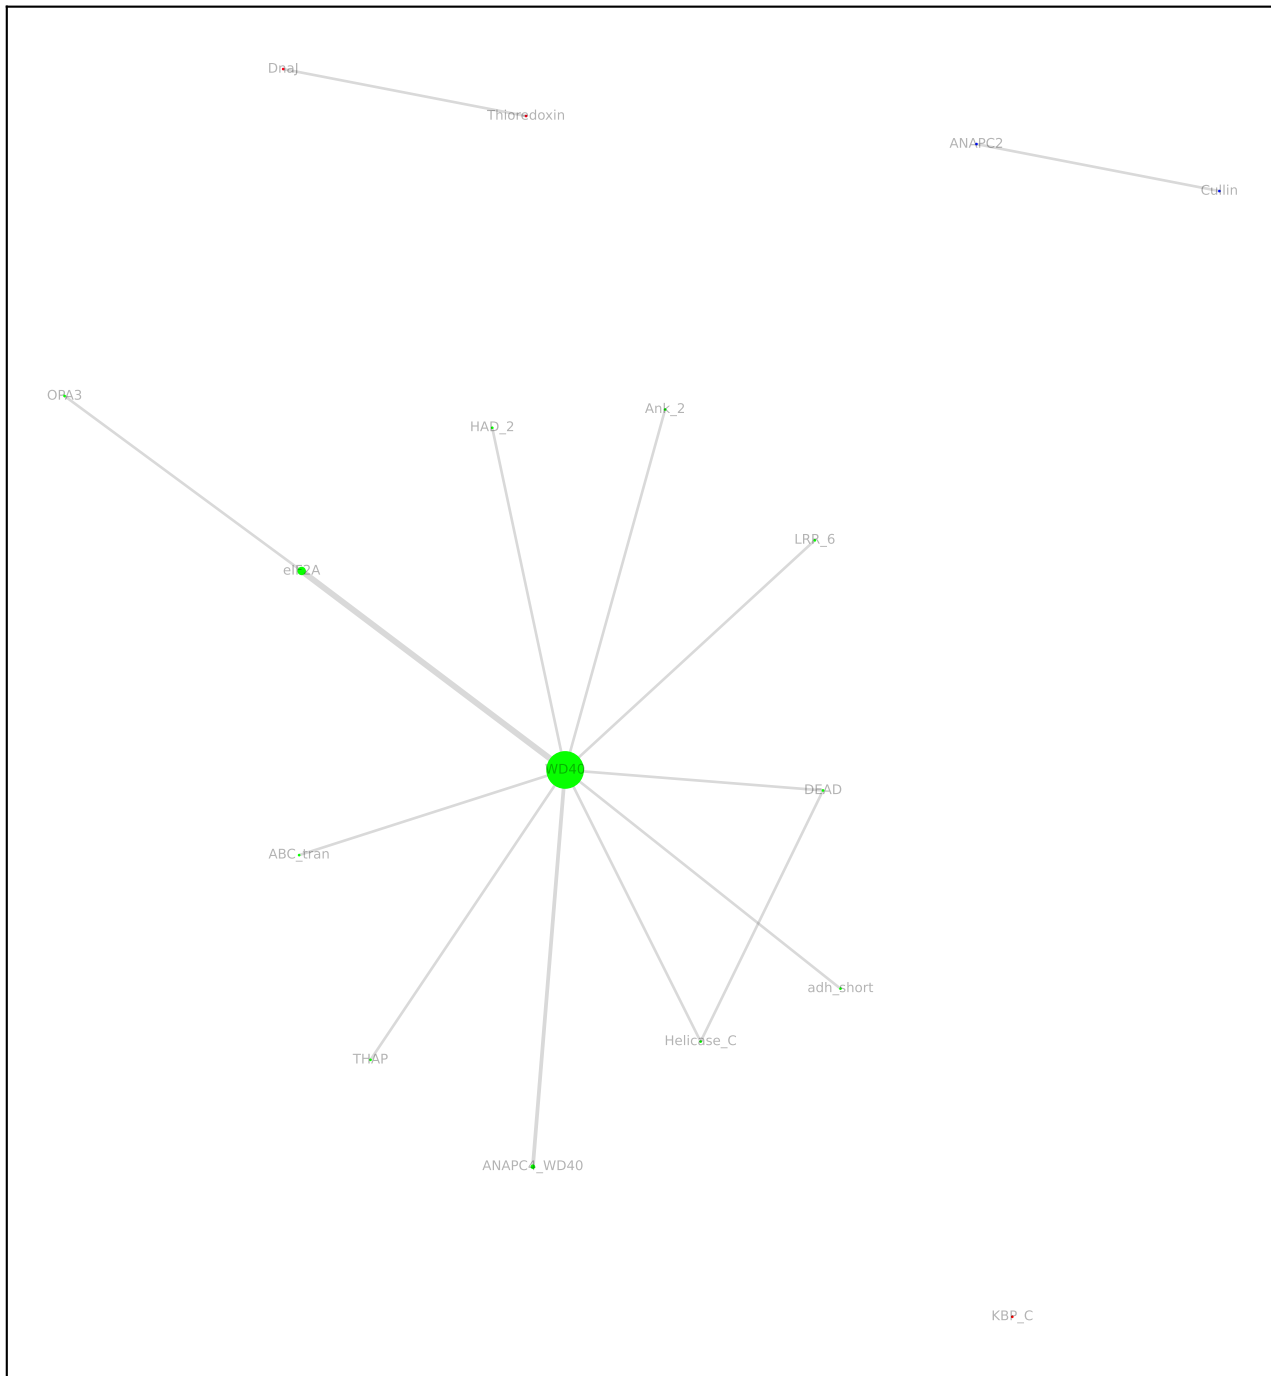 DnaJ
Thioredoxin
ANAPC2
Cullin
OPA3
Ank_2
HAD_2
LRR_6
eIF2A
WD40
DEAD
ABC_tran
adh_short
Helicase_C
THAP
ANAPC4_WD40
KBP_C